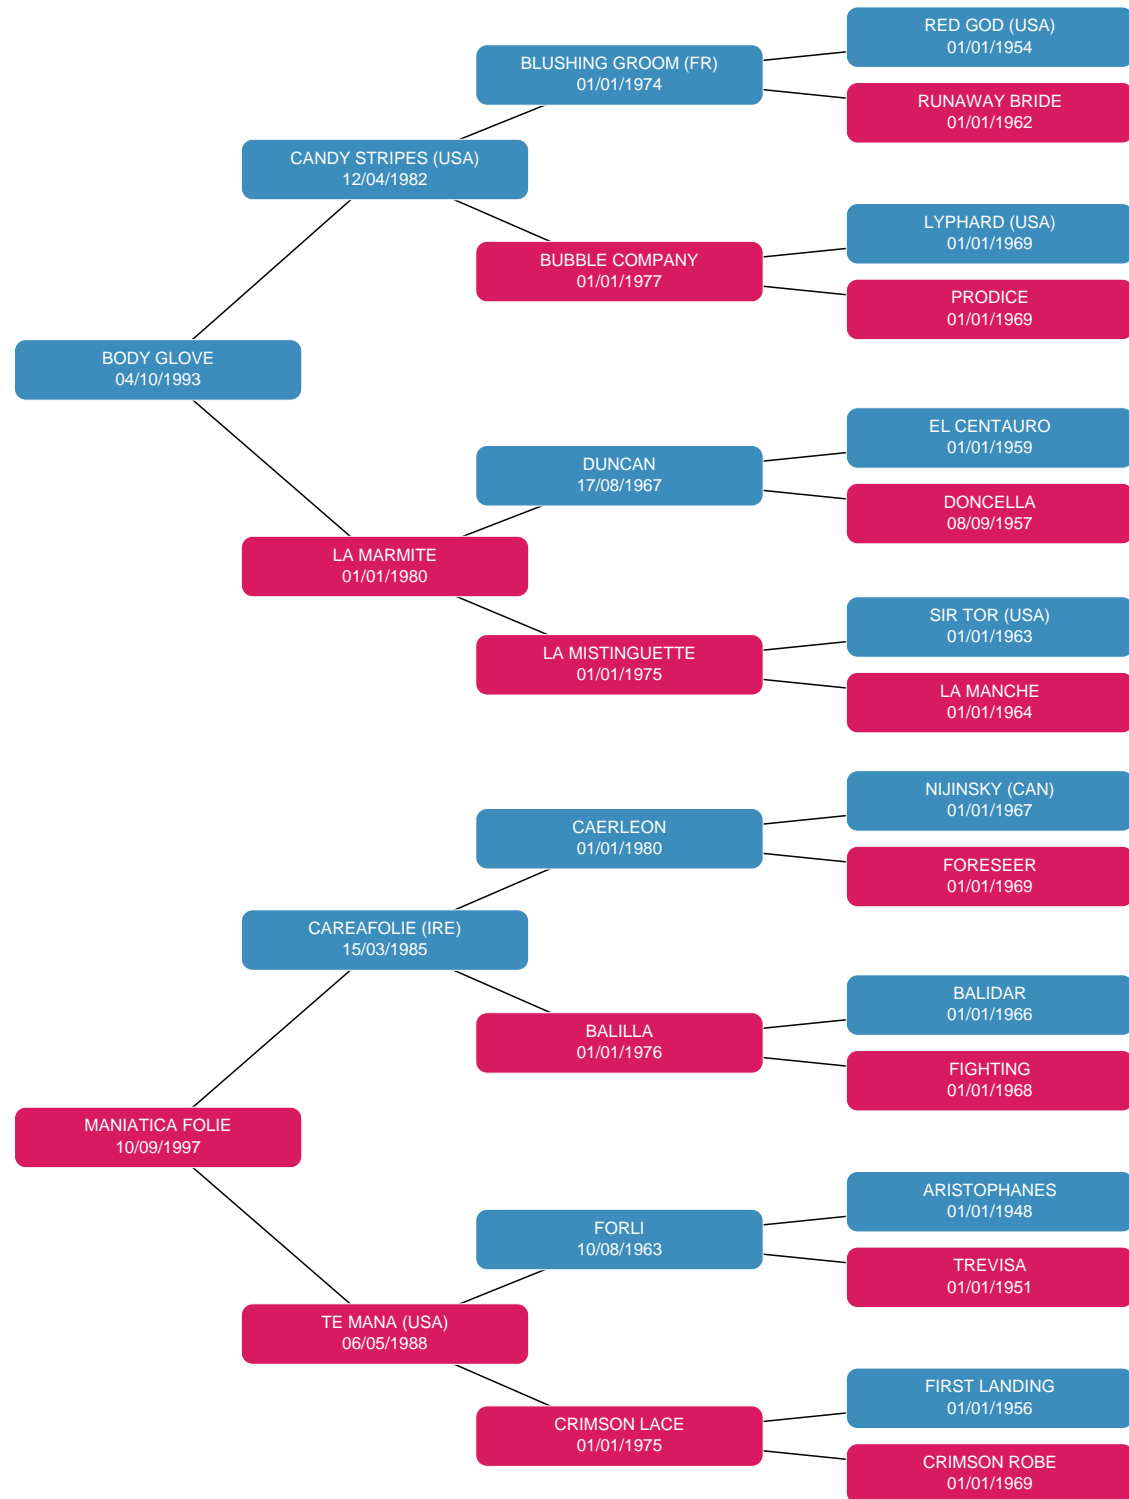 RED GOD (USA)
01/01/1954
BLUSHING GROOM (FR)
01/01/1974
RUNAWAY BRIDE
01/01/1962
CANDY STRIPES (USA)
12/04/1982
LYPHARD (USA)
01/01/1969
BUBBLE COMPANY
01/01/1977
PRODICE
01/01/1969
BODY GLOVE
04/10/1993
EL CENTAURO
01/01/1959
DUNCAN
17/08/1967
DONCELLA
08/09/1957
LA MARMITE
01/01/1980
SIR TOR (USA)
01/01/1963
LA MISTINGUETTE
01/01/1975
LA MANCHE
01/01/1964
NIJINSKY (CAN)
01/01/1967
CAERLEON
01/01/1980
FORESEER
01/01/1969
CAREAFOLIE (IRE)
15/03/1985
BALIDAR
01/01/1966
BALILLA
01/01/1976
FIGHTING
01/01/1968
MANIATICA FOLIE
10/09/1997
ARISTOPHANES
01/01/1948
FORLI
10/08/1963
TREVISA
01/01/1951
TE MANA (USA)
06/05/1988
FIRST LANDING
01/01/1956
CRIMSON LACE
01/01/1975
CRIMSON ROBE
01/01/1969